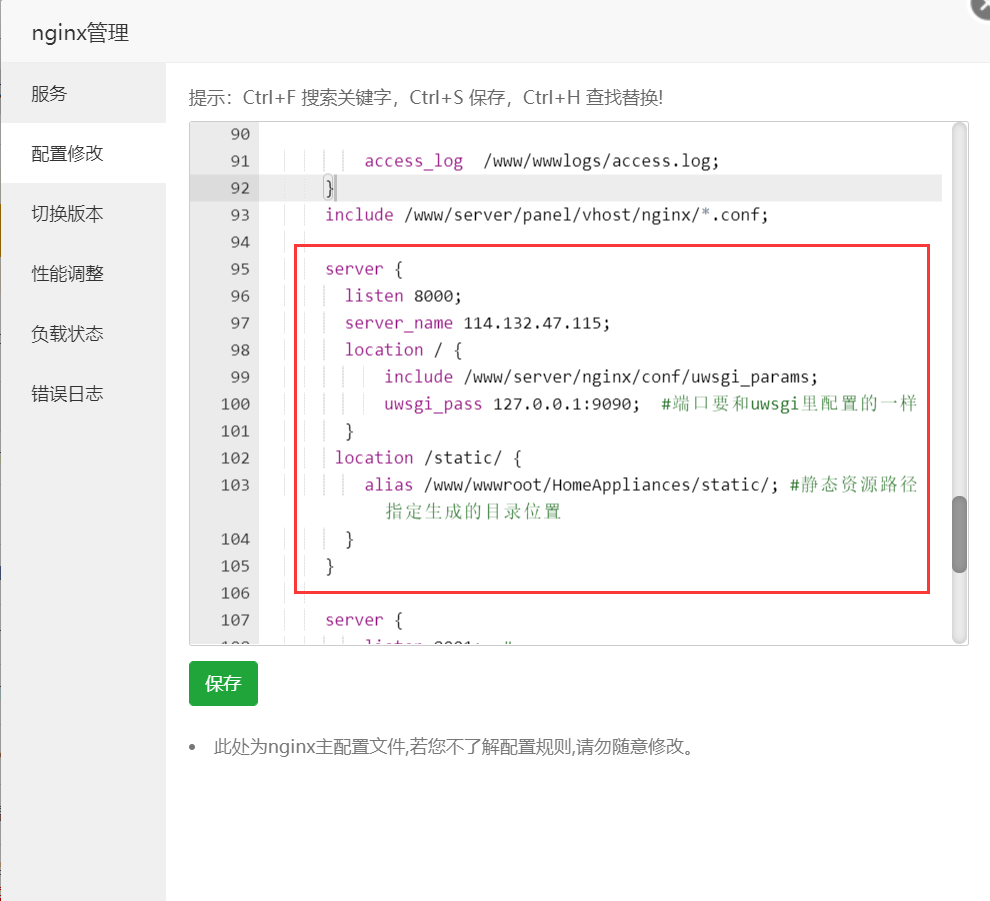 nginx管理
服务
配置修改
切换版本
性能调整
负载状态
错误日志
提示：Ctrl+F 搜索关键字，Ctrl+S 保存，Ctrl+H 查找替换!
90
91 access_log  /www/wwwlogs/access.log;
92 }
93 include /www/server/panel/vhost/nginx/*.conf;
94
95 server {
96 listen 8000;
97 server_name 114.132.47.115;
98 location / {
99 include /www/server/nginx/conf/uwsgi_params;
100 uwsgi_pass 127.0.0.1:9090;  #端口要和uwsgi里配置的一样
101 }
102 location /static/ {
103 alias /www/wwwroot/HomeAppliances/static/; #静态资源路径
指定生成的目录位置
104 }
105 }
106
107 server {
保存
• 此处为nginx主配置文件,若您不了解配置规则,请勿随意修改。